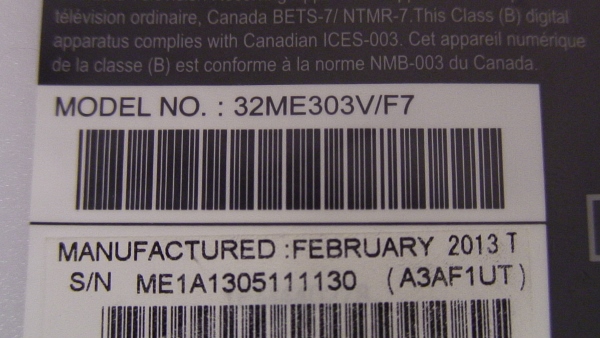 télévision ordinaire, Canada BETS-7/ NTMR-7.This Class (B) digital
apparatus complies with Canadian ICES-003. Cet appareil numérique
de la classe (B) est conforme à la norme NMB-003 du Canada.
MODEL NO. : 32ME303V/F7
MANUFACTURED :FEBRUARY 2013 T
S/N ME1A1305111130 (A3AF1UT)